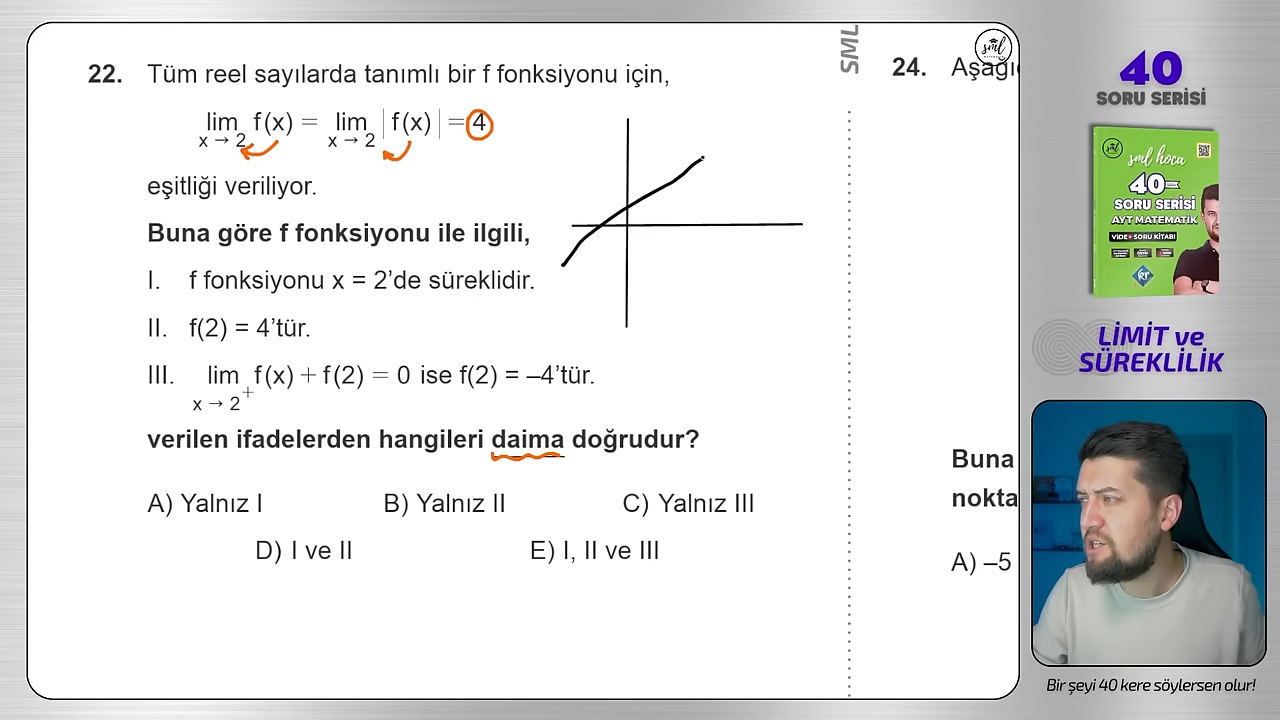 22. Tüm reel sayılarda tanımlı bir f fonksiyonu için,
lim f(x) = lim |f(x)| = 4
x → 2 x → 2
eşitliği veriliyor.
Buna göre f fonksiyonu ile ilgili,
I. f fonksiyonu x = 2’de süreklidir.
II. f(2) = 4’tür.
III. lim f(x) + f(2) = 0 ise f(2) = –4’tür.
x → 2⁺
verilen ifadelerden hangileri daima doğrudur?
A) Yalnız I B) Yalnız II C) Yalnız III
D) I ve II E) I, II ve III
SML
sml
24. Aşağı
Buna
nokta
A) –5
40
SORU SERİSİ
sml
sml hoca
40
SORU SERİSİ
AYT MATEMATİK
VİDEO SORU KİTABI
LİMİT ve
SÜREKLİLİK
Bir şeyi 40 kere söylersen olur!